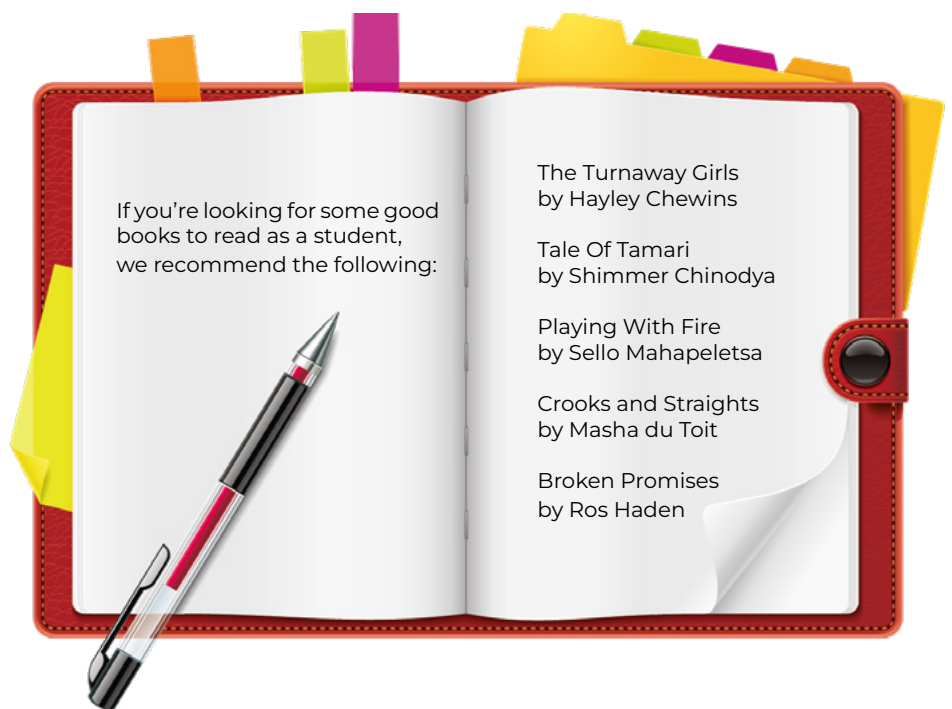 If you're looking for some good
books to read as a student,
we recommend the following:
The Turnaway Girls
by Hayley Chewins
Tale Of Tamari
by Shimmer Chinodya
Playing With Fire
by Sello Mahapeletsa
Crooks and Straights
by Masha du Toit
Broken Promises
by Ros Haden